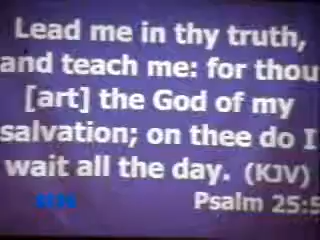 Lead me in thy truth,
and teach me: for thou
[art] the God of my
salvation; on thee do I
wait all the day. (KJV)
Psalm 25:5